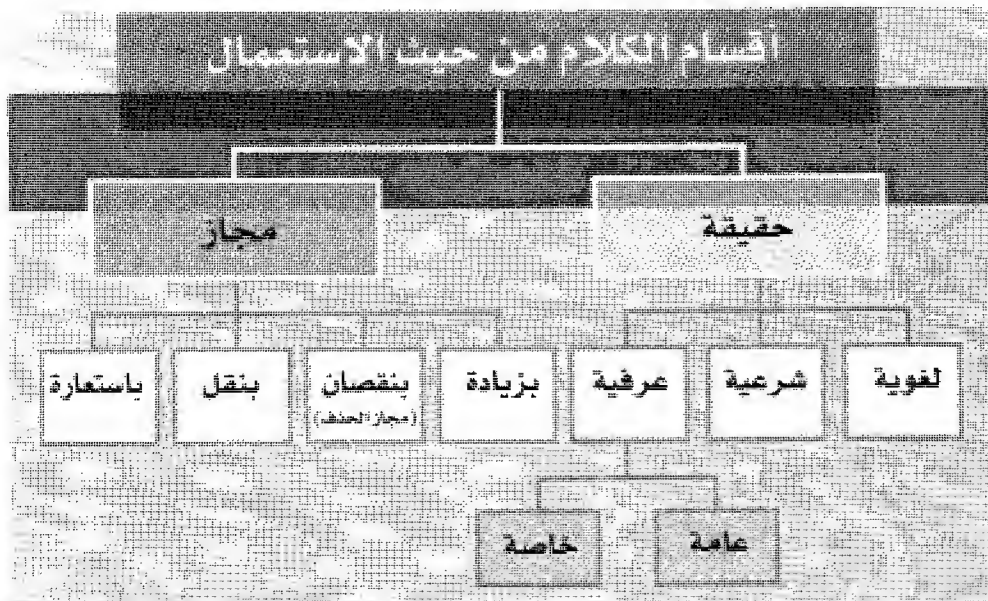 أقسام الكلام من حيث الاستعمال
حقيقة
مجاز
لغوية
شرعية
عرفية
بزيادة
بنقصان
(مجاز الحذف)
بنقل
باستعارة
عامة
خاصة